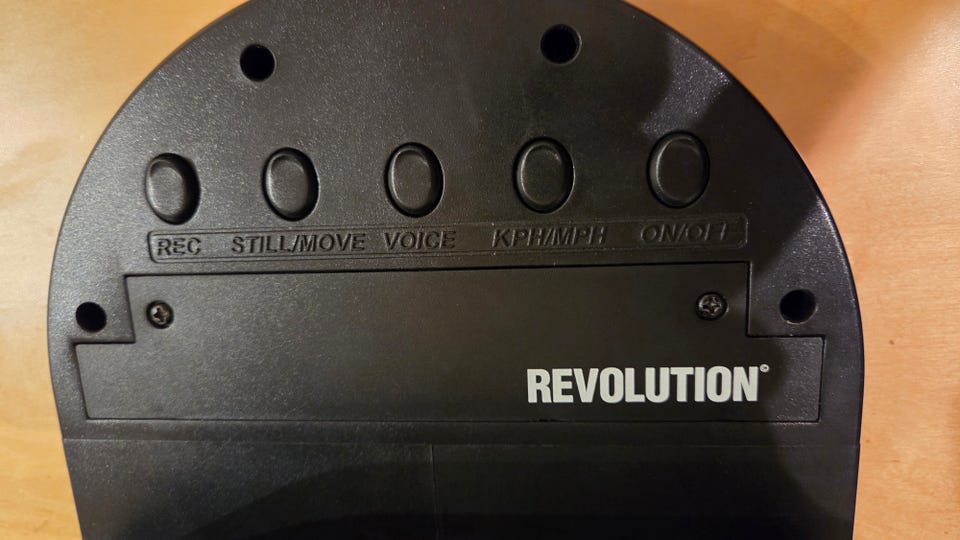 REC STILL/MOVE VOICE KPH/MPH ON/OFF
REVOLUTION©